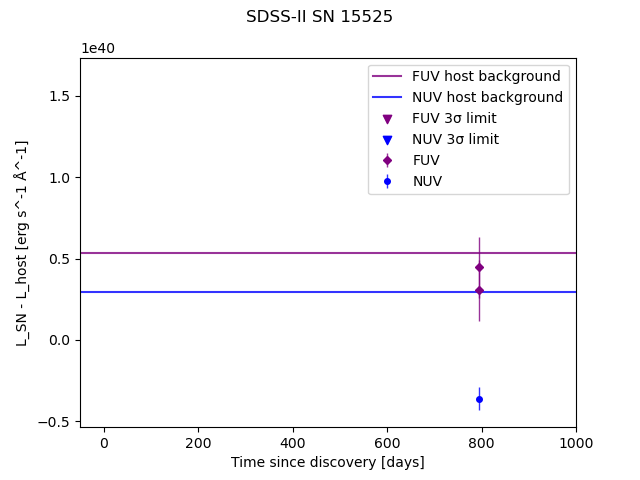 SDSS-II SN 15525
1e40
FUV host background
NUV host background
FUV 3σ limit
NUV 3σ limit
FUV
NUV
1.5
1.0
0.5
0.0
−0.5
L_SN - L_host [erg s^-1 Å^-1]
0 200 400 600 800 1000
Time since discovery [days]